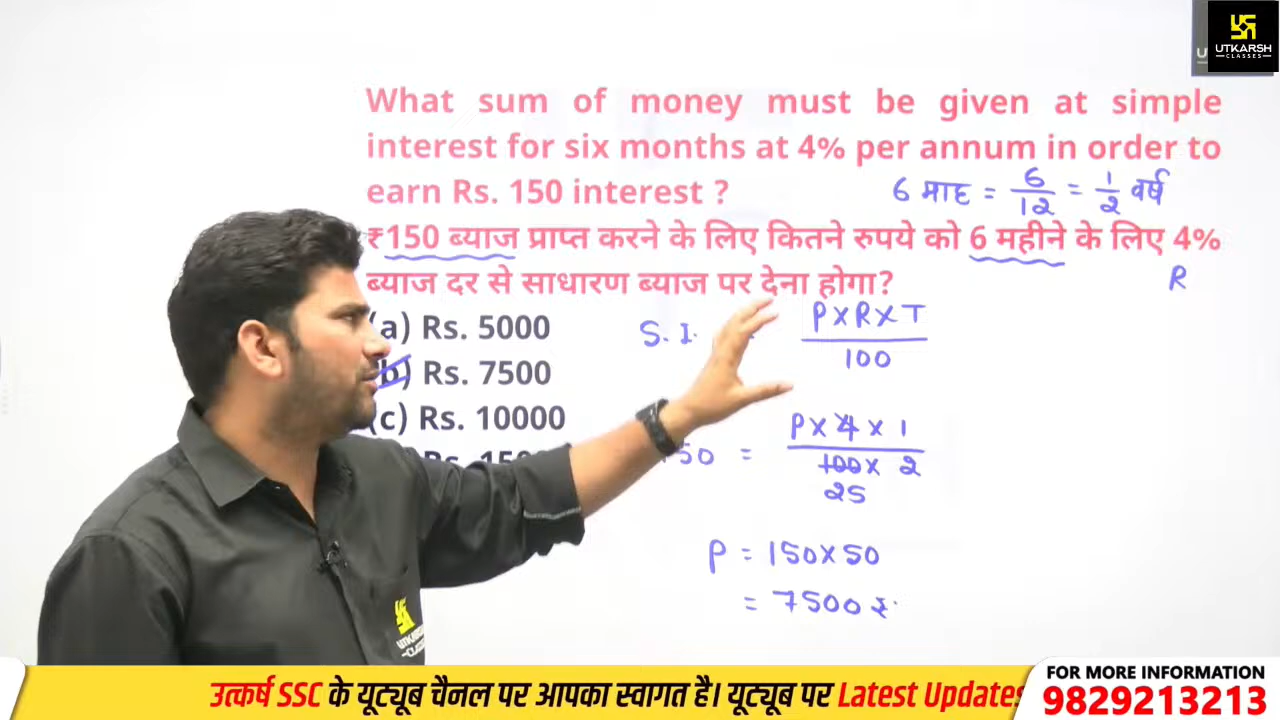 UTKARSH
CLASSES
What sum of money must be given at simple
interest for six months at 4% per annum in order to
earn Rs. 150 interest ?
6 माह = 6/12 = 1/2 वर्ष
₹150 ब्याज प्राप्त करने के लिए कितने रुपये को 6 महीने के लिए 4%
ब्याज दर से साधारण ब्याज पर देना होगा?
R
(a) Rs. 5000
S. I. = P×R×T
100
(b) Rs. 7500
(c) Rs. 10000
P× 4 × 1
50 =
100× 2
25
P = 150×50
= 7500 रु.
UTKARSH
CLASSES
उत्कर्ष SSC के यूट्यूब चैनल पर आपका स्वागत है। यूट्यूब पर Latest Updates
FOR MORE INFORMATION
9829213213